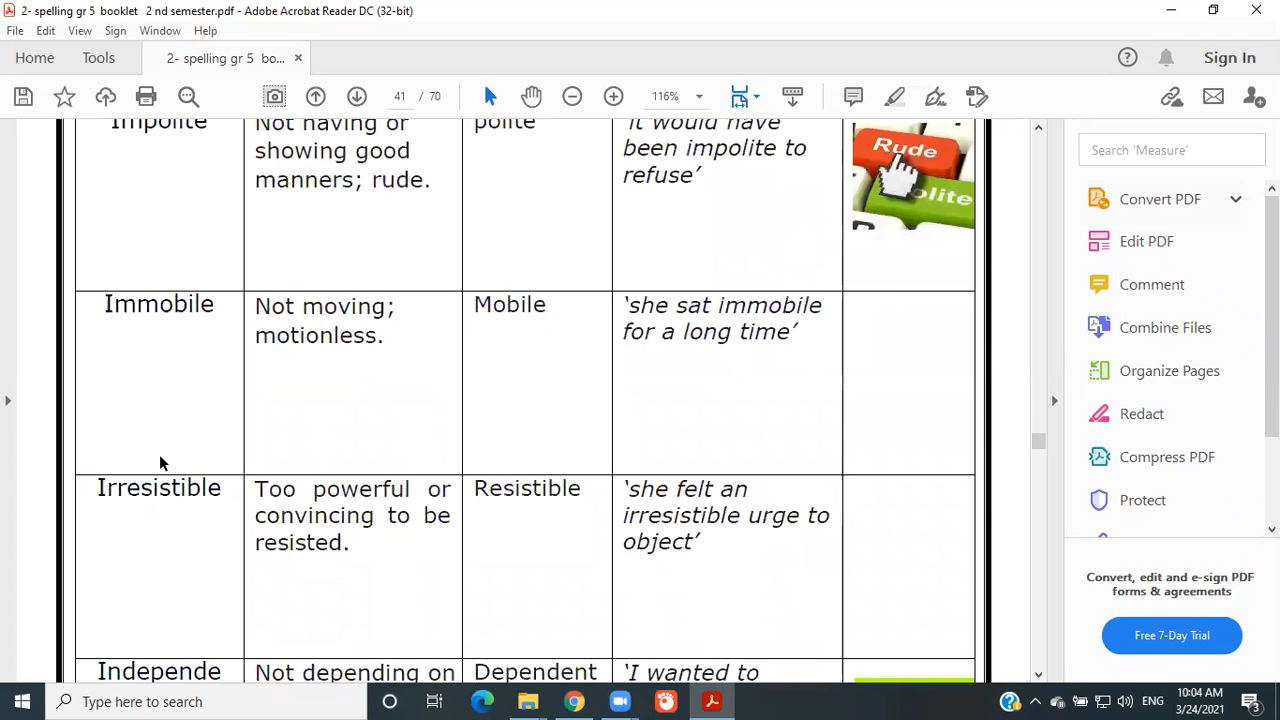 2- spelling gr 5 booklet 2 nd semester.pdf - Adobe Acrobat Reader DC (32-bit)
File Edit View Sign Window Help
Home Tools 2- spelling gr 5 bo... × Sign In
41 / 70 116%
Impolite
Not having or
showing good
manners; rude.
polite
'it would have
been impolite to
refuse'
Rude
olite
Immobile
Not moving;
motionless.
Mobile
‘she sat immobile
for a long time’
Irresistible
Too powerful or
convincing to be
resisted.
Resistible
‘she felt an
irresistible urge to
object’
Independe
Not depending on
Dependent
‘I wanted to
Search 'Measure'
Convert PDF
Edit PDF
Comment
Combine Files
Organize Pages
Redact
Compress PDF
Protect
Convert, edit and e-sign PDF
forms & agreements
Free 7-Day Trial
Type here to search
ENG
10:04 AM
3/24/2021
3